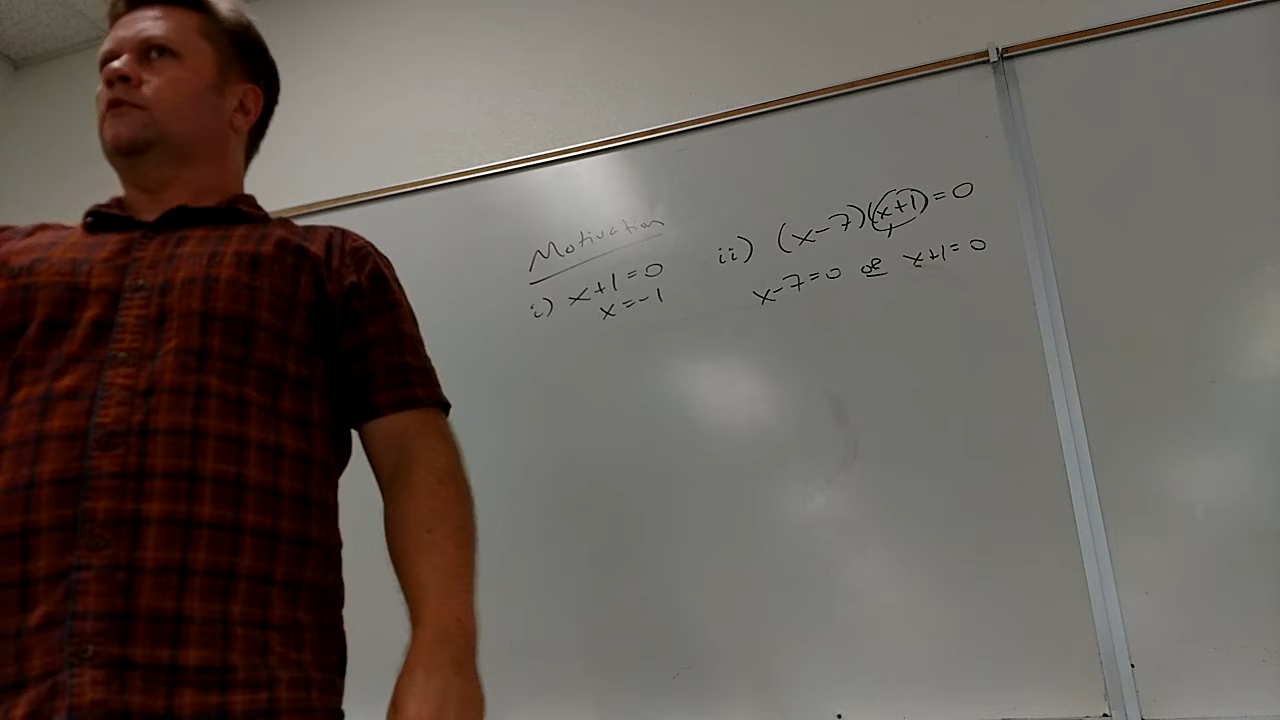 Motivation
i) x+1=0
x=-1
ii) (x-7)(x+1)=0
x-7=0 or x+1=0